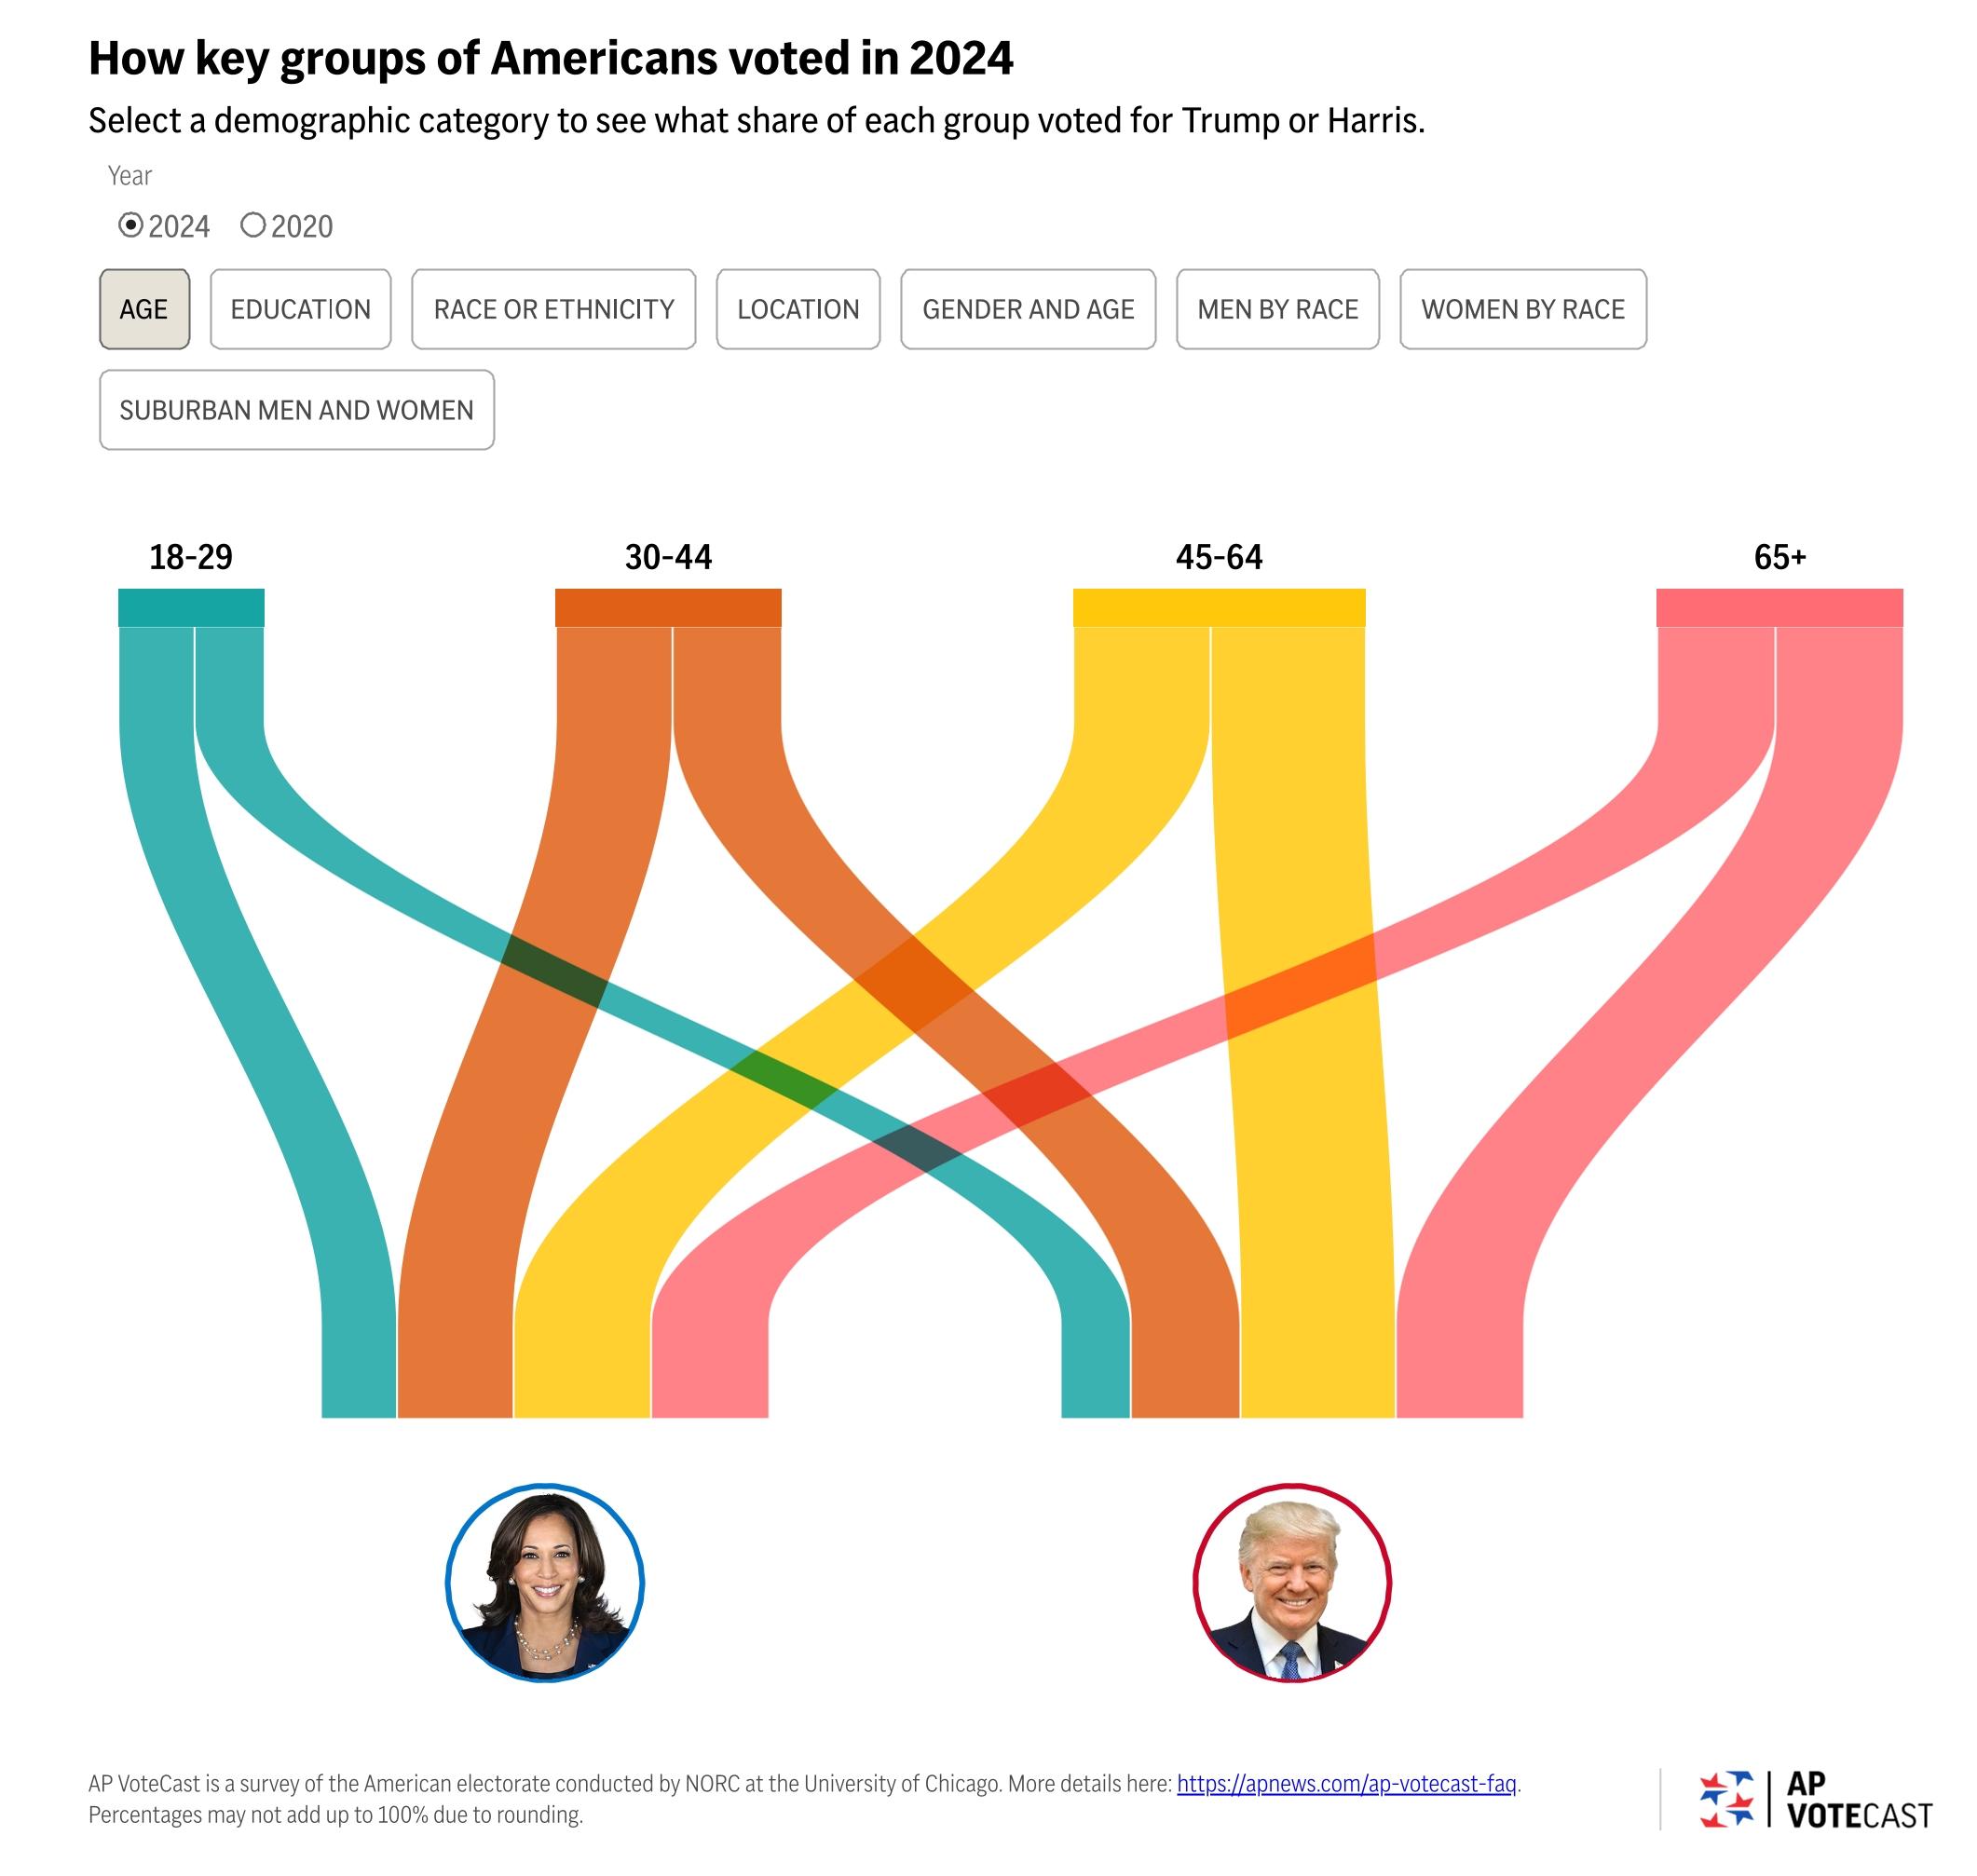 How key groups of Americans voted in 2024
Select a demographic category to see what share of each group voted for Trump or Harris.
Year
2024 2020
AGE EDUCATION RACE OR ETHNICITY LOCATION GENDER AND AGE MEN BY RACE WOMEN BY RACE
SUBURBAN MEN AND WOMEN
18-29 30-44 45-64 65+
AP VoteCast is a survey of the American electorate conducted by NORC at the University of Chicago. More details here: https://apnews.com/ap-votecast-faq.
Percentages may not add up to 100% due to rounding.
AP
VOTECAST